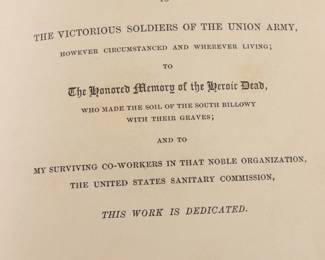 TO
THE VICTORIOUS SOLDIERS OF THE UNION ARMY,
HOWEVER CIRCUMSTANCED AND WHEREVER LIVING;
TO
The Honored Memory of the Heroic Dead,
WHO MADE THE SOIL OF THE SOUTH BILLOWY
WITH THEIR GRAVES;
AND TO
MY SURVIVING CO-WORKERS IN THAT NOBLE ORGANIZATION,
THE UNITED STATES SANITARY COMMISSION,
THIS WORK IS DEDICATED.